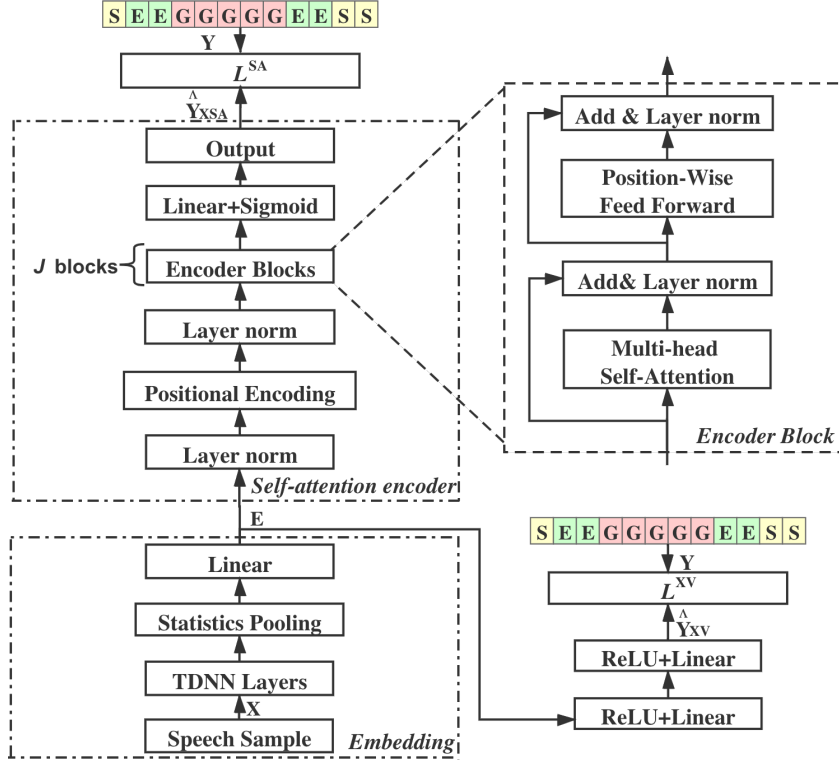 S E E G G G G G E E S S
Y
L^SA
Ŷ_XSA
Output
Linear+Sigmoid
J blocks
Encoder Blocks
Layer norm
Positional Encoding
Layer norm
Self-attention encoder
E
Linear
Statistics Pooling
TDNN Layers
X
Speech Sample
Embedding
Add & Layer norm
Position-Wise
Feed Forward
Add& Layer norm
Multi-head
Self-Attention
Encoder Block
S E E G G G G G E E S S
Y
L^XV
Ŷ_XV
ReLU+Linear
ReLU+Linear